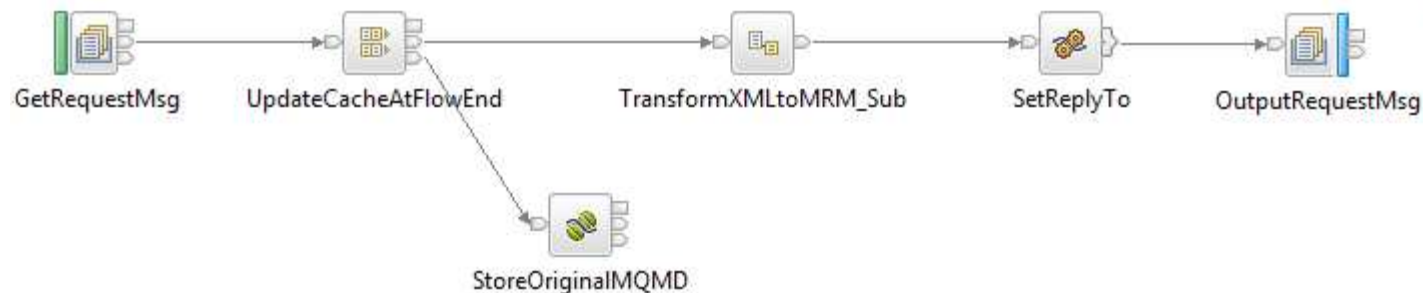 GetRequestMsg
UpdateCacheAtFlowEnd
TransformXMLtoMRM_Sub
SetReplyTo
OutputRequestMsg
StoreOriginalMQMD